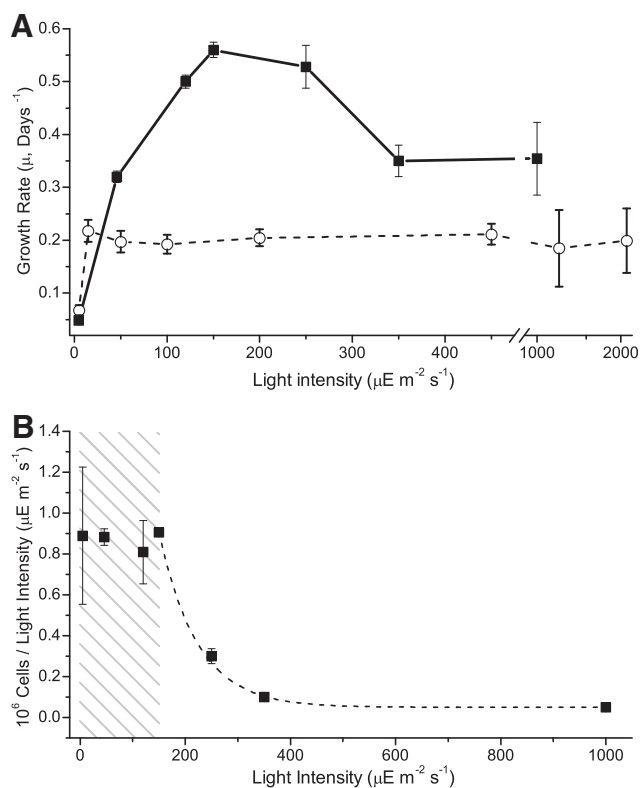 A
Growth Rate (μ, Days ⁻¹)
0.6
0.5
0.4
0.3
0.2
0.1
0 100 200 300 400 1000 2000
Light intensity (μE m⁻² s⁻¹)
B
10⁶ Cells / Light Intensity (μE m⁻² s⁻¹)
1.4
1.2
1.0
0.8
0.6
0.4
0.2
0.0
0 200 400 600 800 1000
Light Intensity (μE m⁻² s⁻¹)